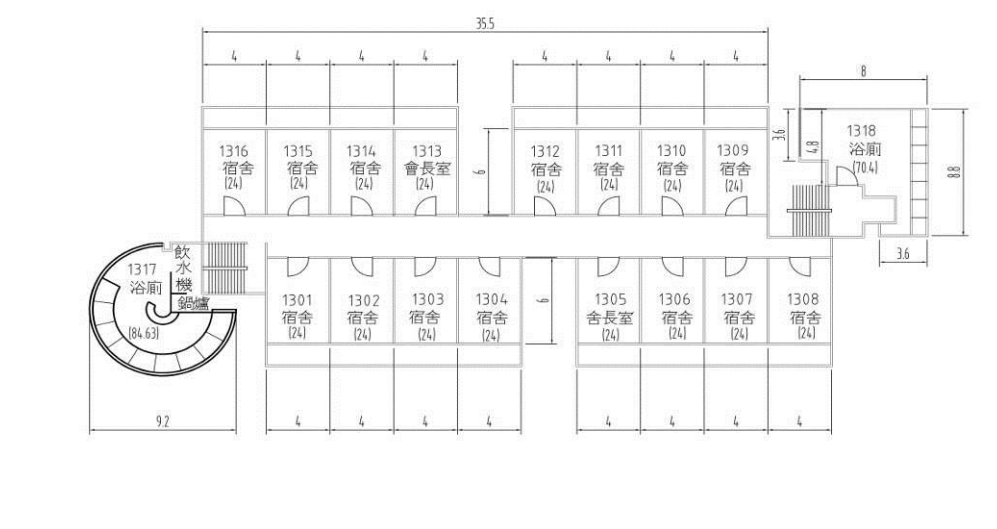 35.5
4 4 4 4 4 4 4 4
8
1316
宿舍
(24)
1315
宿舍
(24)
1314
宿舍
(24)
1313
會長室
(24)
6
1312
宿舍
(24)
1311
宿舍
(24)
1310
宿舍
(24)
1309
宿舍
(24)
3.6
4.8
1318
浴廁
(70.4)
8.8
3.6
1317
浴廁
(84.63)
飲水機
鍋爐
1301
宿舍
(24)
1302
宿舍
(24)
1303
宿舍
(24)
1304
宿舍
(24)
6
1305
舍長室
(24)
1306
宿舍
(24)
1307
宿舍
(24)
1308
宿舍
(24)
9.2
4 4 4 4 4 4 4 4